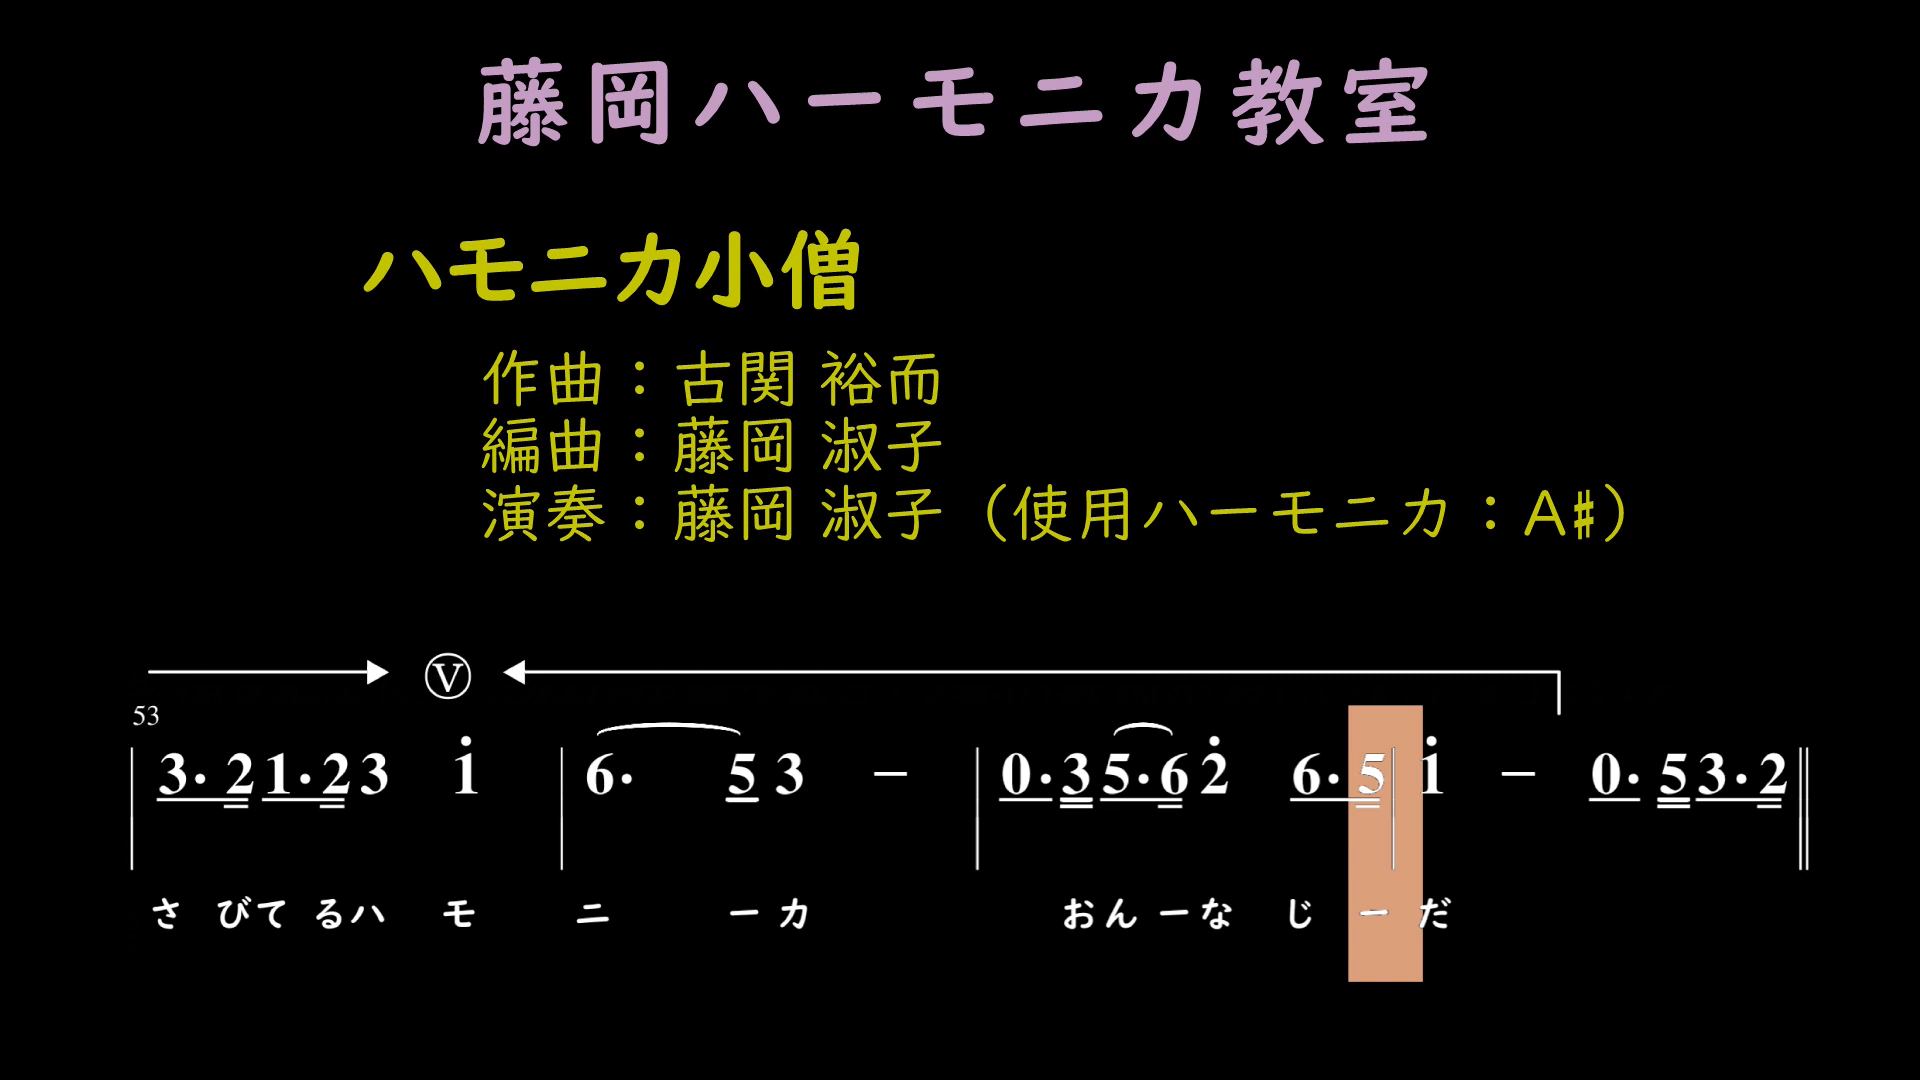 藤岡ハーモニカ教室
ハモニカ小僧
作曲：古関 裕而
編曲：藤岡 淑子
演奏：藤岡 淑子（使用ハーモニカ：A♯）
Ⓥ
53
3· 2 1· 2 3 1̇ | 6· 5 3 － | 0· 3 5· 6 2̇ 6· 5 | 1̇ － 0· 5 3· 2
さ びて るハ モ ニ ー カ おん ーな じ ー だ